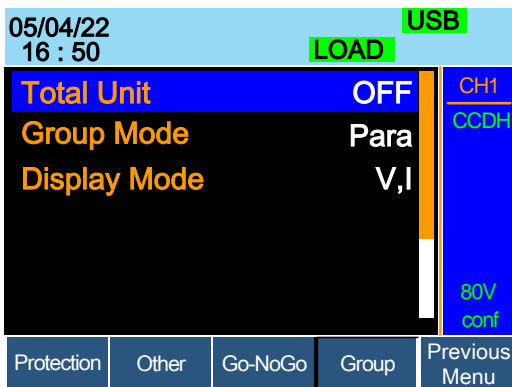 05/04/22
USB
16 : 50
LOAD
Total Unit OFF
Group Mode Para
Display Mode V,I
CH1
CCDH
80V
conf
Protection Other Go-NoGo Group Previous Menu